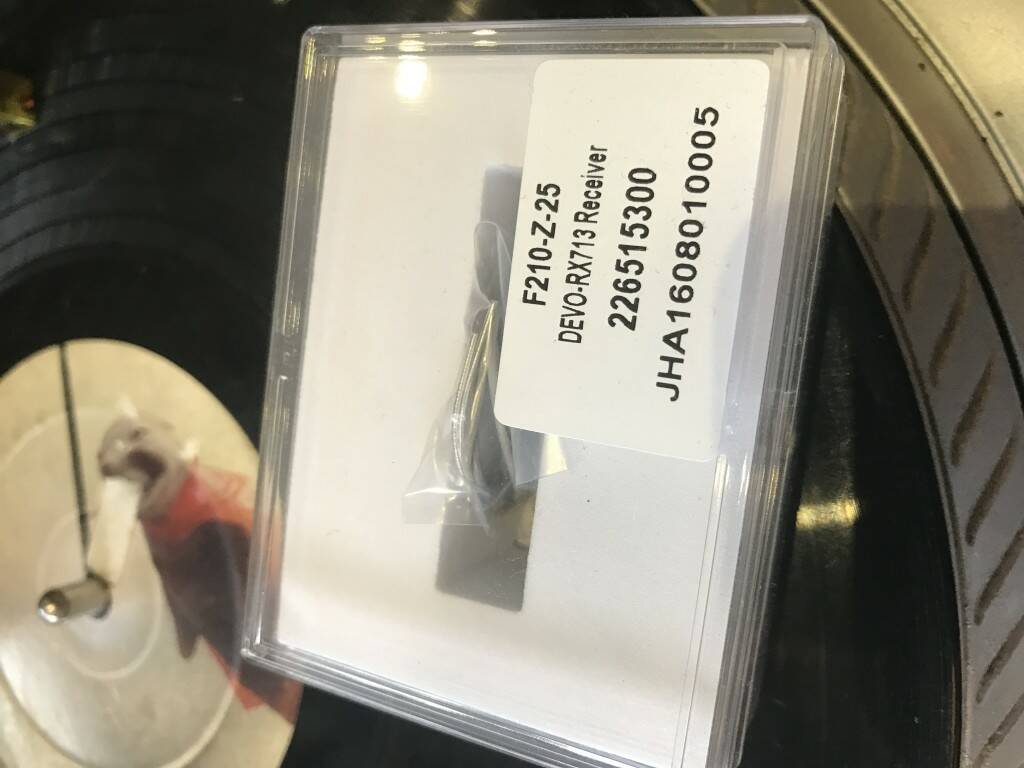 F210-Z-25
DEVO-RX713 Receiver
226515300
JHA1608010005